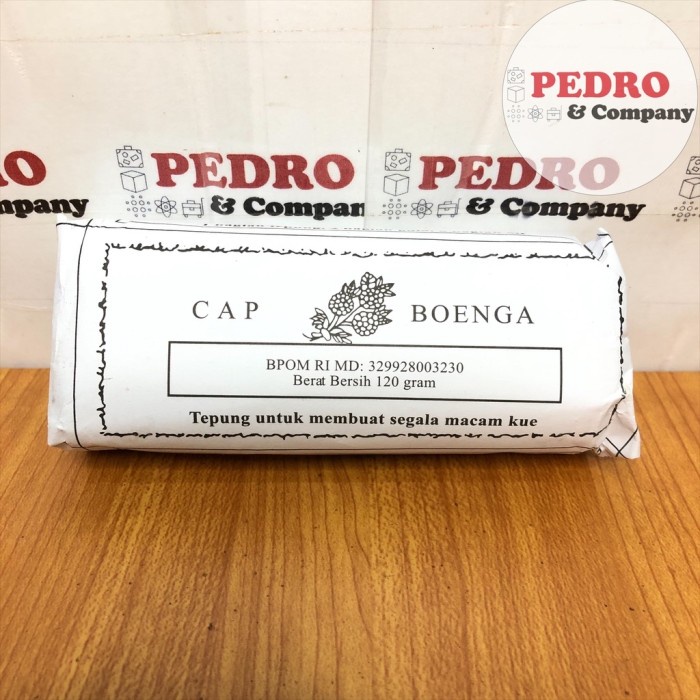 PEDRO
& Company
PEDRO
& Company
PEDRO
& Company
mpany
CAP BOENGA
BPOM RI MD: 329928003230
Berat Bersih 120 gram
Tepung untuk membuat segala macam kue